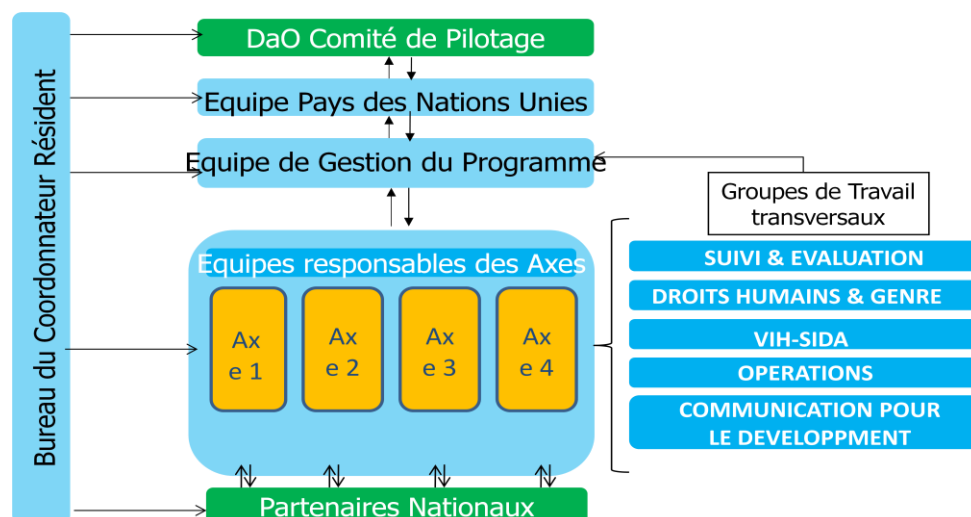 Bureau du Coordonnateur Résident
DaO Comité de Pilotage
Equipe Pays des Nations Unies
Equipe de Gestion du Programme
Groupes de Travail
transversaux
Equipes responsables des Axes
Ax
e 1
Ax
e 2
Ax
e 3
Ax
e 4
SUIVI & EVALUATION
DROITS HUMAINS & GENRE
VIH-SIDA
OPERATIONS
COMMUNICATION POUR
LE DEVELOPPMENT
Partenaires Nationaux